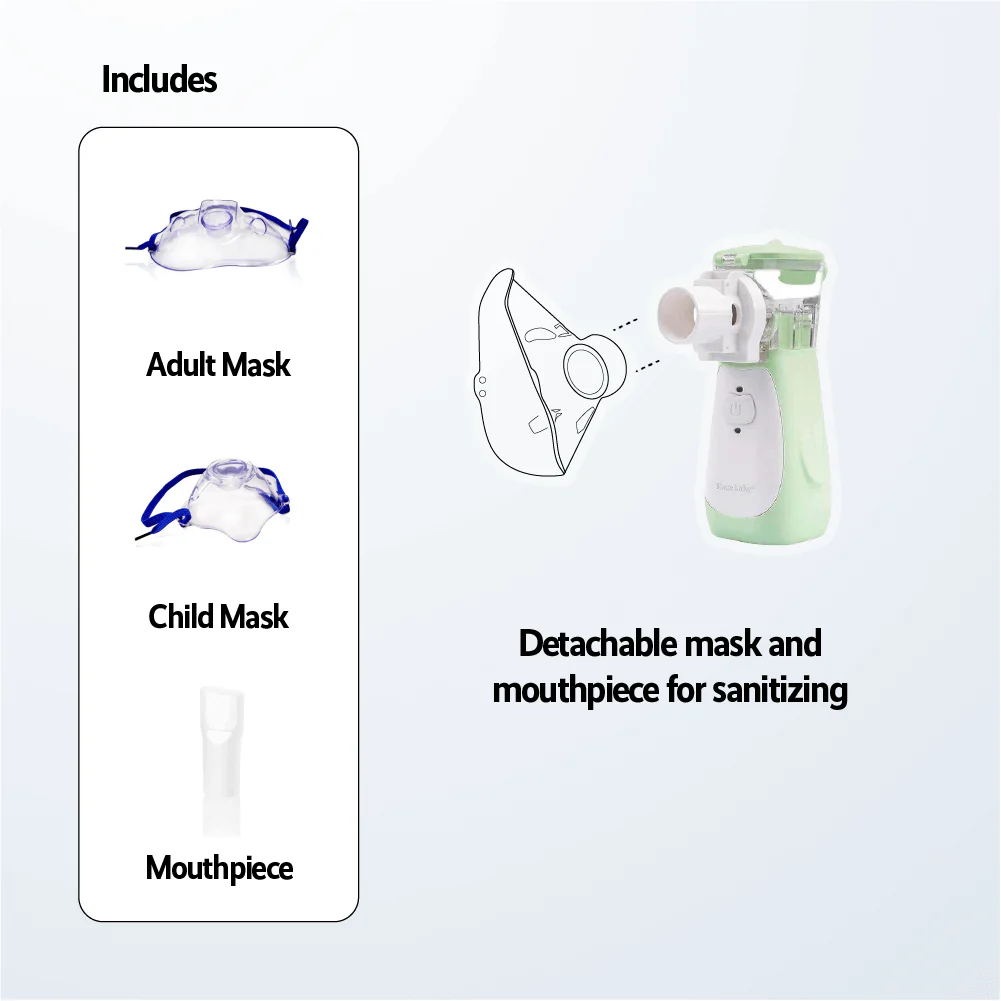 Includes
Adult Mask
Child Mask
Mouthpiece
Detachable mask and
mouthpiece for sanitizing